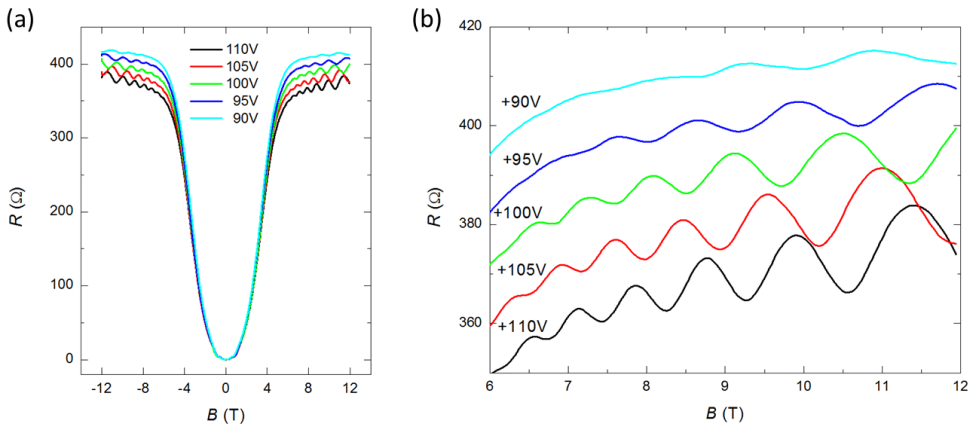 (a)
(b)
110V
105V
100V
95V
90V
R (Ω)
400
300
200
100
0
-12 -8 -4 0 4 8 12
B (T)
R (Ω)
420
400
380
360
+90V
+95V
+100V
+105V
+110V
6 7 8 9 10 11 12
B (T)